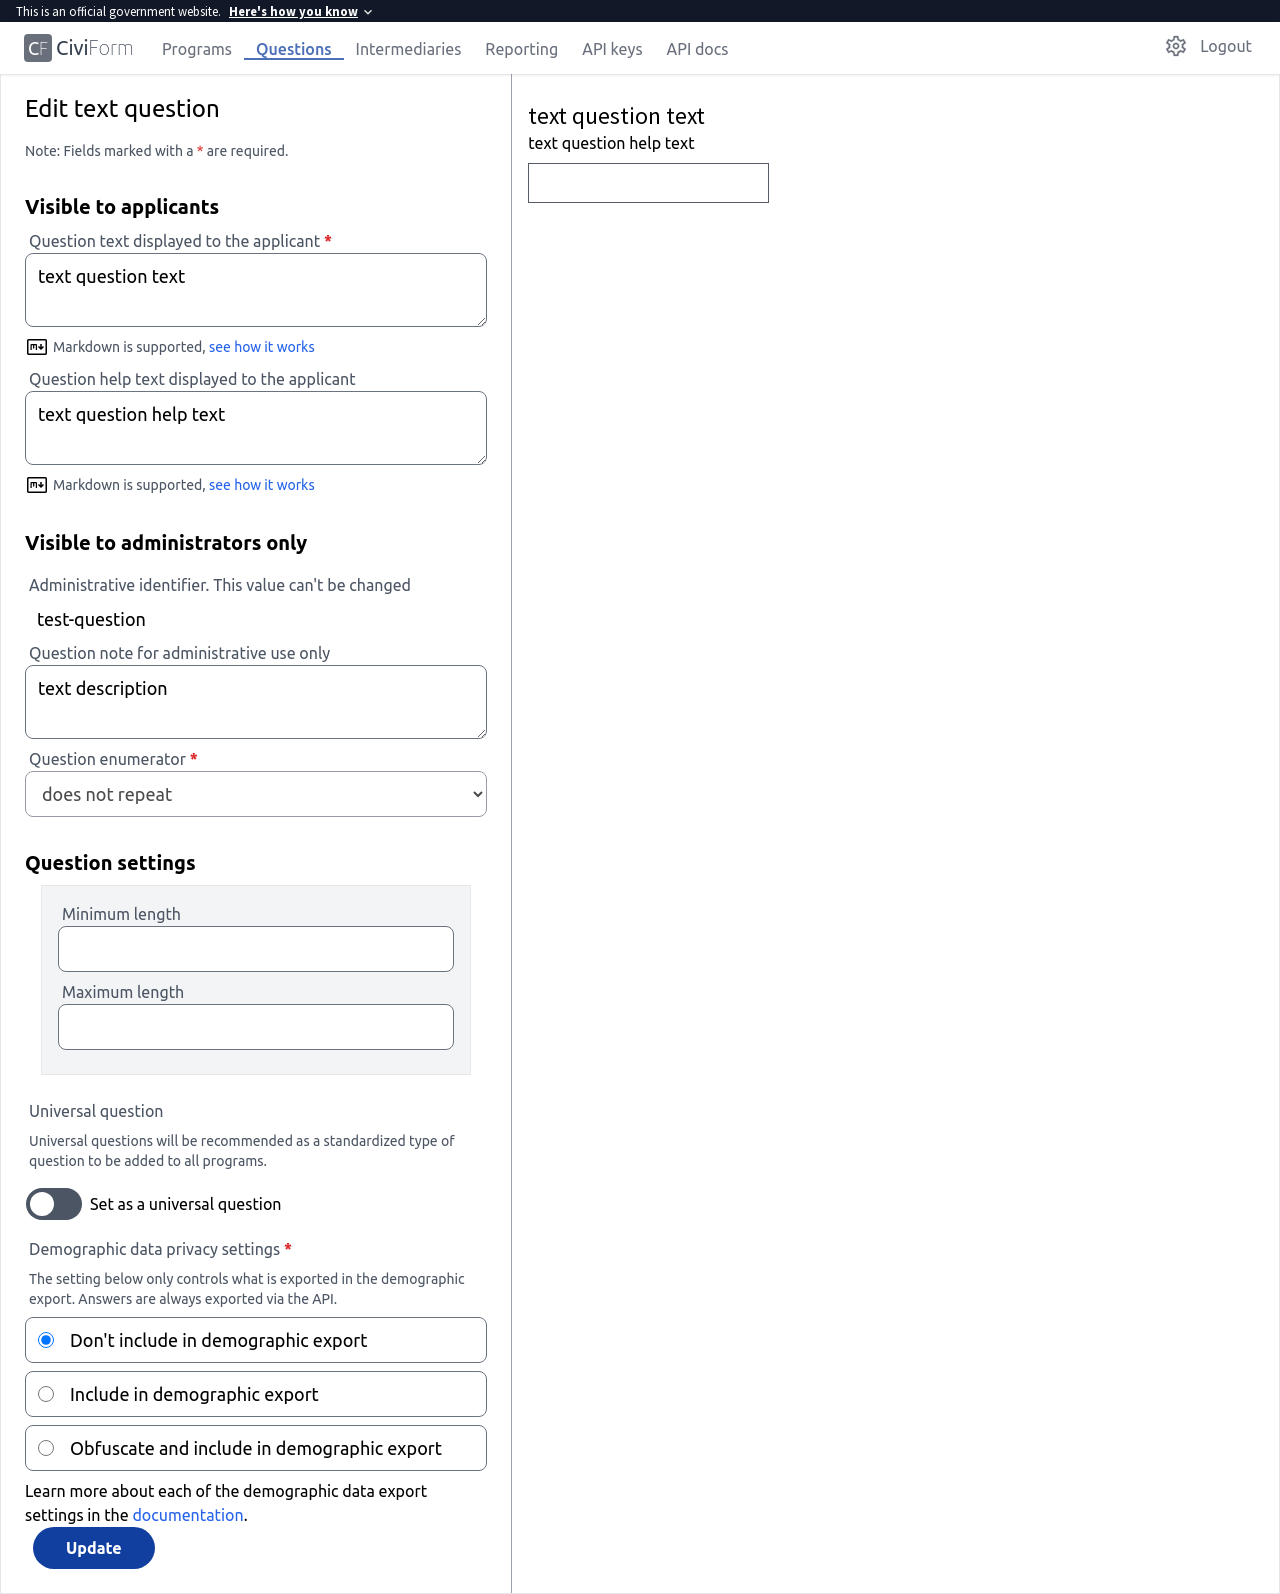 This is an official government website. Here's how you know
CF CiviForm Programs Questions Intermediaries Reporting API keys API docs Logout
Edit text question
Note: Fields marked with a * are required.
Visible to applicants
Question text displayed to the applicant *
text question text
Markdown is supported, see how it works
Question help text displayed to the applicant
text question help text
Markdown is supported, see how it works
Visible to administrators only
Administrative identifier. This value can't be changed
test-question
Question note for administrative use only
text description
Question enumerator *
does not repeat
Question settings
Minimum length
Maximum length
Universal question
Universal questions will be recommended as a standardized type of
question to be added to all programs.
Set as a universal question
Demographic data privacy settings *
The setting below only controls what is exported in the demographic
export. Answers are always exported via the API.
Don't include in demographic export
Include in demographic export
Obfuscate and include in demographic export
Learn more about each of the demographic data export
settings in the documentation.
Update
text question text
text question help text